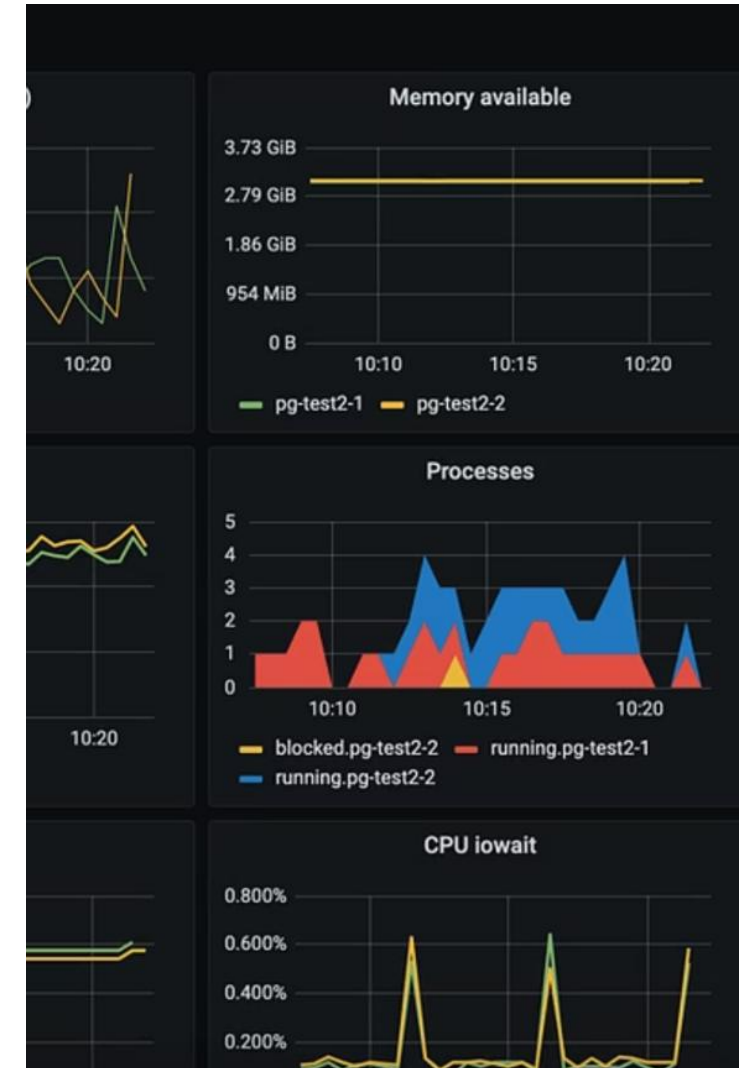 )
10:20
Memory available
3.73 GiB
2.79 GiB
1.86 GiB
954 MiB
0 B
10:10 10:15 10:20
pg-test2-1 pg-test2-2
10:20
Processes
5
4
3
2
1
0
10:10 10:15 10:20
blocked.pg-test2-2 running.pg-test2-1
running.pg-test2-2
CPU iowait
0.800%
0.600%
0.400%
0.200%